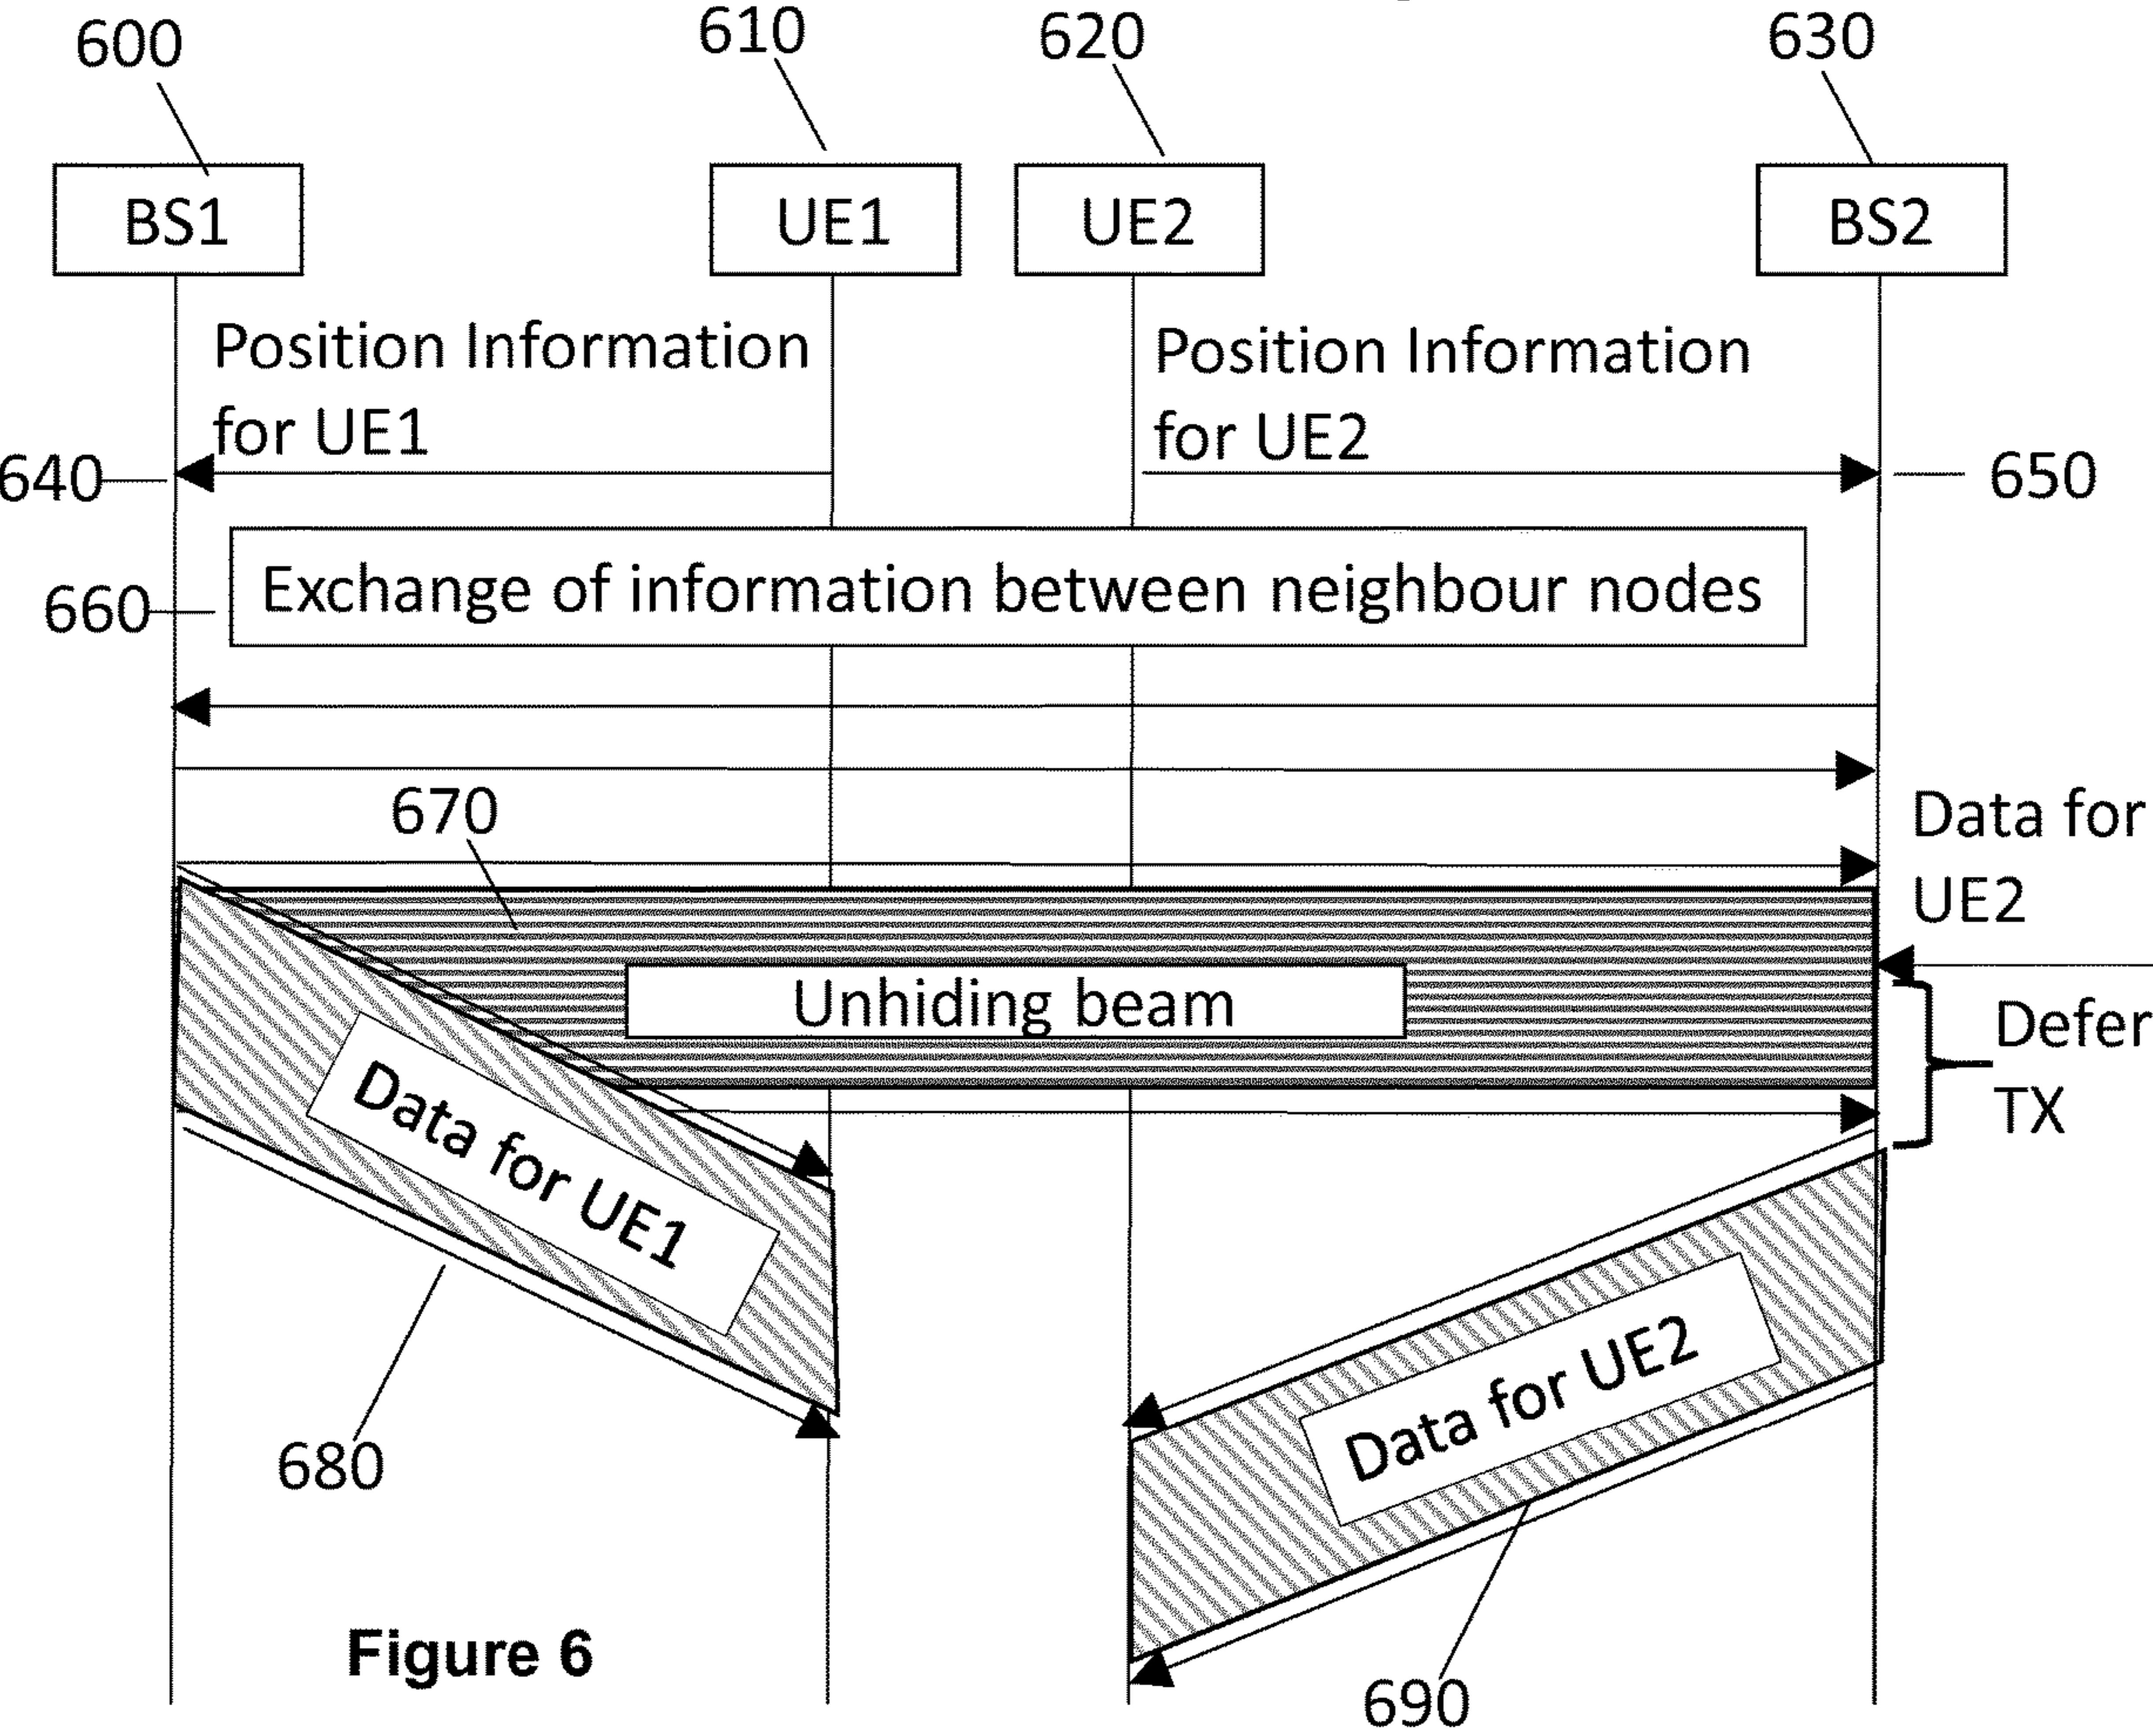 600
610
620
630
BS1
UE1
UE2
BS2
Position Information
for UE1
Position Information
for UE2
640
650
Exchange of information between neighbour nodes
660
670
Data for
UE2
Unhiding beam
Defer
TX
Data for UE1
Data for UE2
680
690
Figure 6